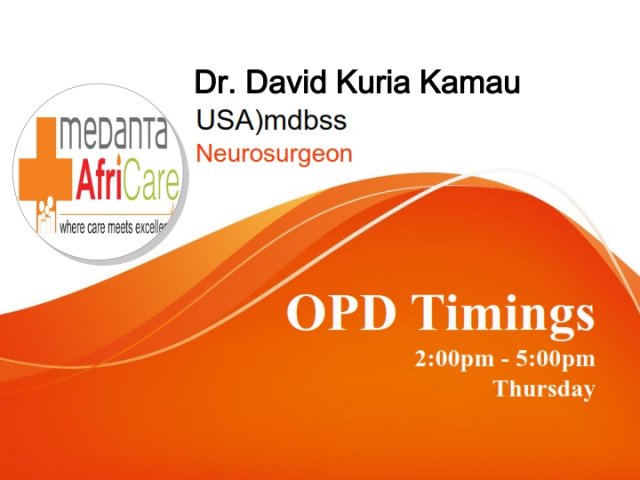 Dr. David Kuria Kamau
USA)mdbss
Neurosurgeon
meDanTa
AfriCare
where care meets excelle
OPD Timings
2:00pm - 5:00pm
Thursday